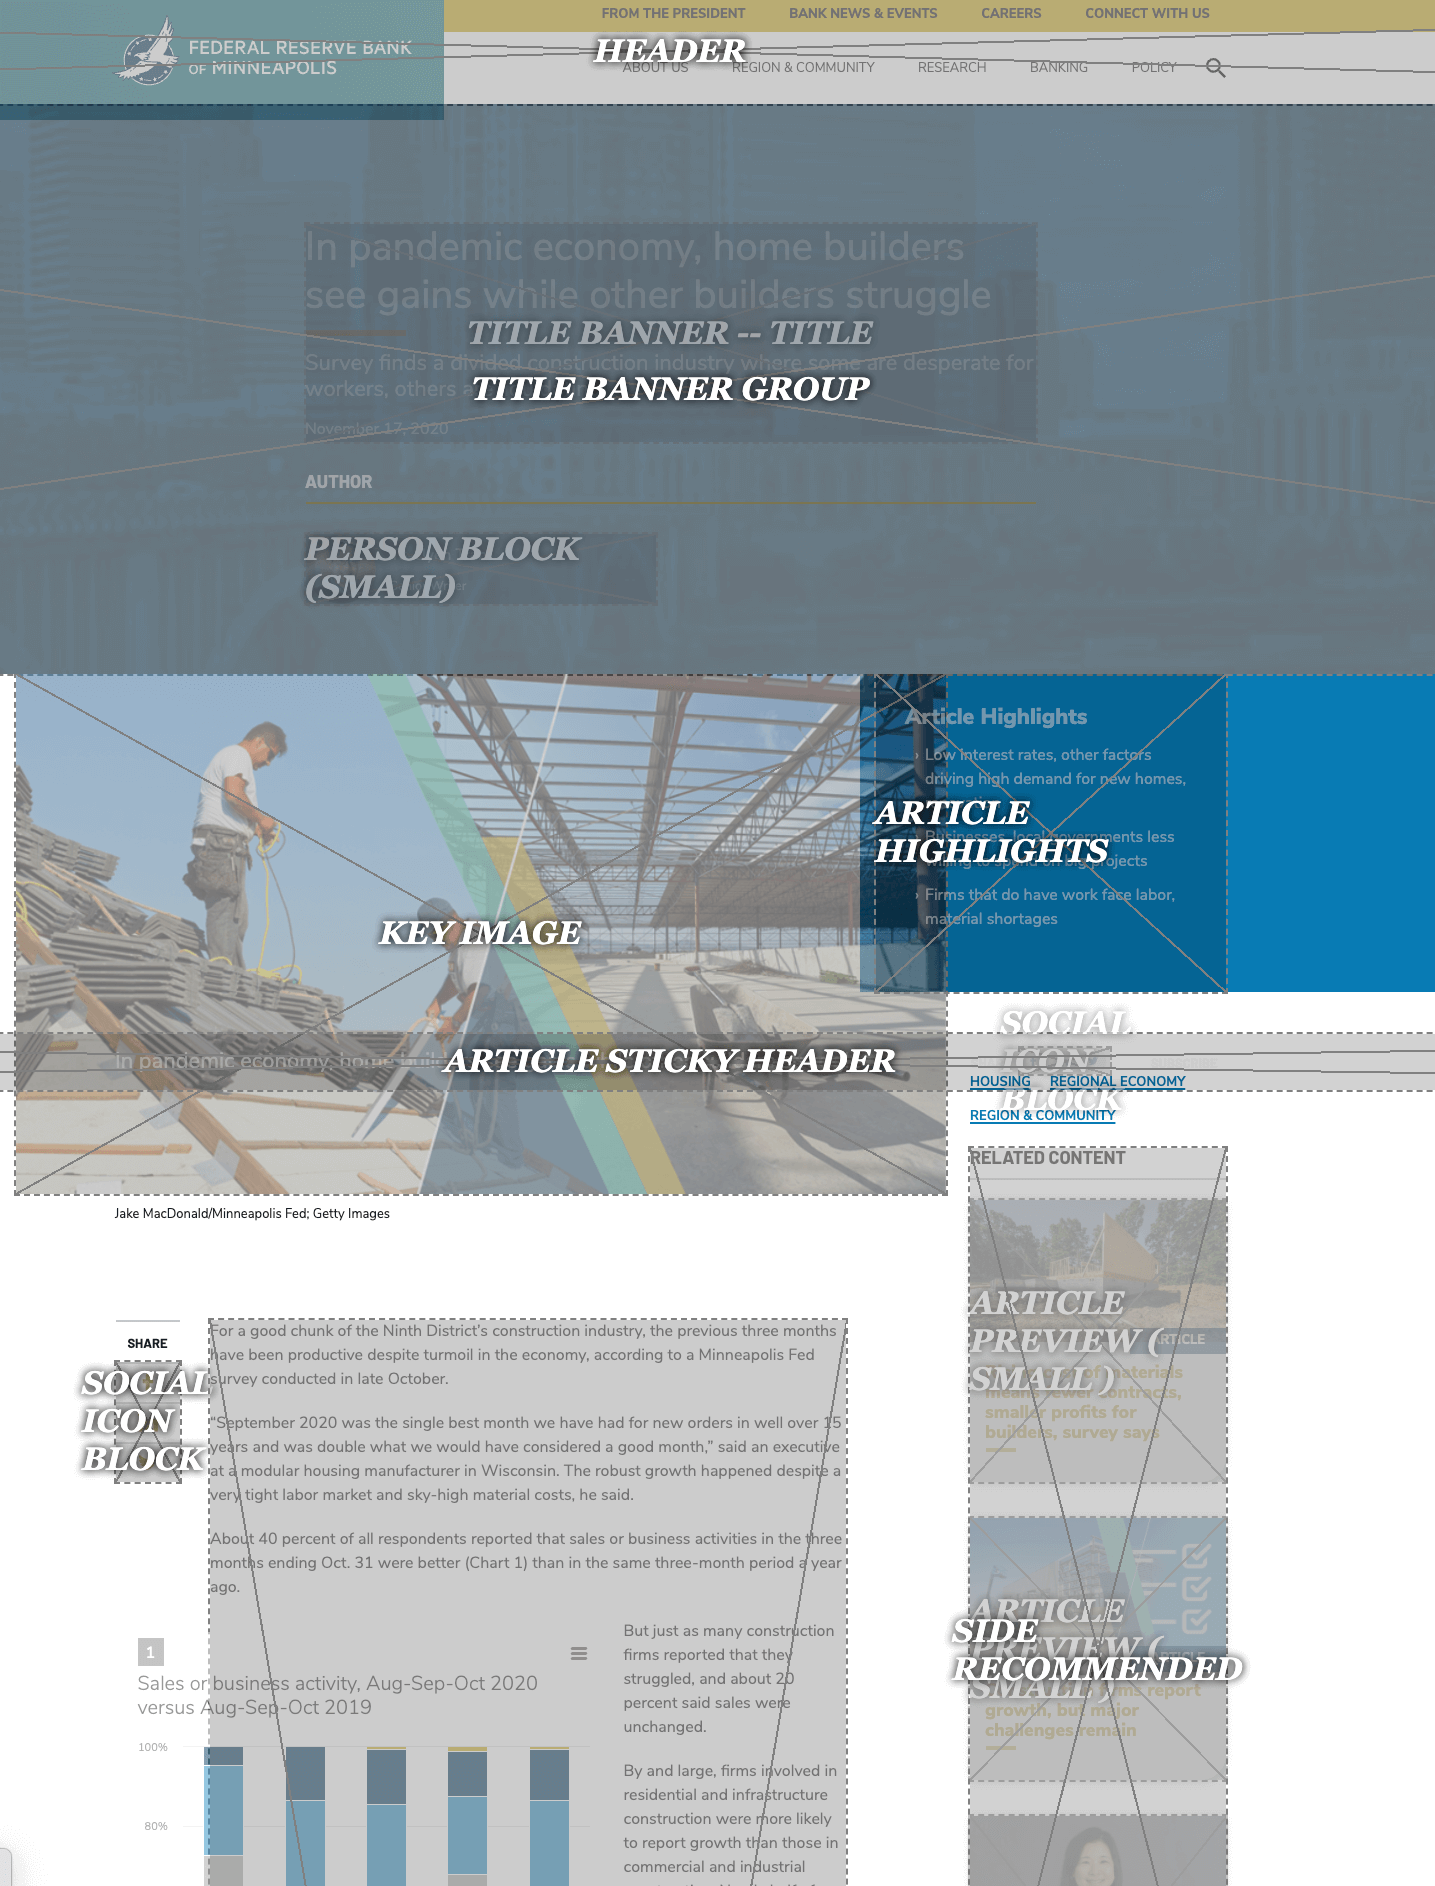 FROM THE PRESIDENT BANK NEWS & EVENTS CAREERS CONNECT WITH US
FEDERAL RESERVE BANK
OF MINNEAPOLIS
HEADER
ABOUT US REGION & COMMUNITY RESEARCH BANKING POLICY
In pandemic economy, home builders
see gains while other builders struggle
TITLE BANNER -- TITLE
Survey finds a divided construction industry where some are desperate for
workers, others
TITLE BANNER GROUP
November 17, 2020
AUTHOR
PERSON BLOCK
(SMALL)
Article Highlights
› Low interest rates, other factors
driving high demand for new homes,
ARTICLE
HIGHLIGHTS
› Businesses, local governments less
willing to spend on big projects
› Firms that do have work face labor,
material shortages
KEY IMAGE
SOCIAL
ICON
BLOCK
In pandemic economy, home
ARTICLE STICKY HEADER
HOUSING REGIONAL ECONOMY
REGION & COMMUNITY
RELATED CONTENT
Jake MacDonald/Minneapolis Fed; Getty Images
SHARE
SOCIAL
ICON
BLOCK
For a good chunk of the Ninth District's construction industry, the previous three months
have been productive despite turmoil in the economy, according to a Minneapolis Fed
survey conducted in late October.
“September 2020 was the single best month we have had for new orders in well over 15
years and was double what we would have considered a good month,” said an executive
at a modular housing manufacturer in Wisconsin. The robust growth happened despite a
very tight labor market and sky-high material costs, he said.
About 40 percent of all respondents reported that sales or business activities in the three
months ending Oct. 31 were better (Chart 1) than in the same three-month period a year
ago.
1
Sales or business activity, Aug-Sep-Oct 2020
versus Aug-Sep-Oct 2019
100%
80%
But just as many construction
firms reported that they
struggled, and about 20
percent said sales were
unchanged.
By and large, firms involved in
residential and infrastructure
construction were more likely
to report growth than those in
commercial and industrial
ARTICLE
PREVIEW (
SMALL )
ARTICLE
of materials
means fewer contracts,
smaller profits for
builders, survey says
ARTICLE
PREVIEW (
SMALL )
SIDE
RECOMMENDED
ARTICLE
firms report
growth, but major
challenges remain